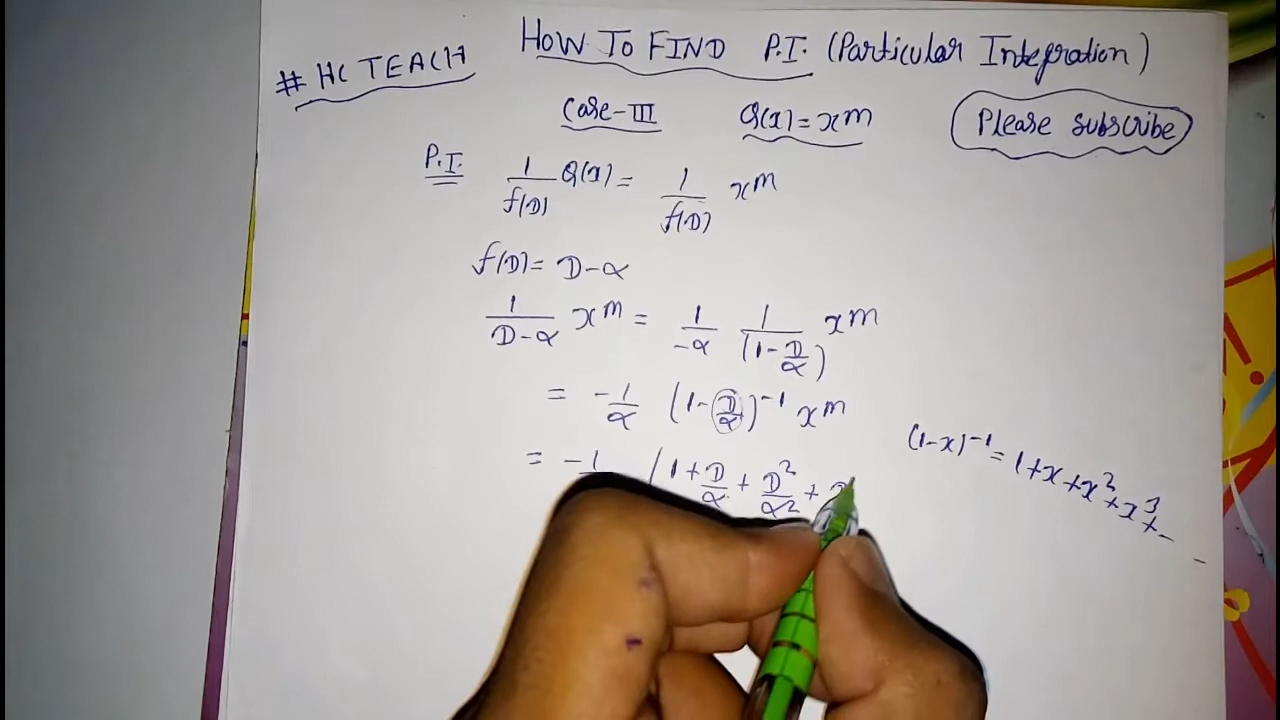 # HC TEACH
HOW TO FIND P.I. (Particular Integration)
Case-III Q(x) = x^m
Please subscribe
P.I. 1/f(D) Q(x) = 1/f(D) x^m
f(D) = D-α
1/(D-α) x^m = 1/-α 1/(1-D/α) x^m
= -1/α (1-D/α)^-1 x^m
(1-x)^-1 = 1+x+x^2+x^3+--
= -1 (1+D/α+D^2/α^2+